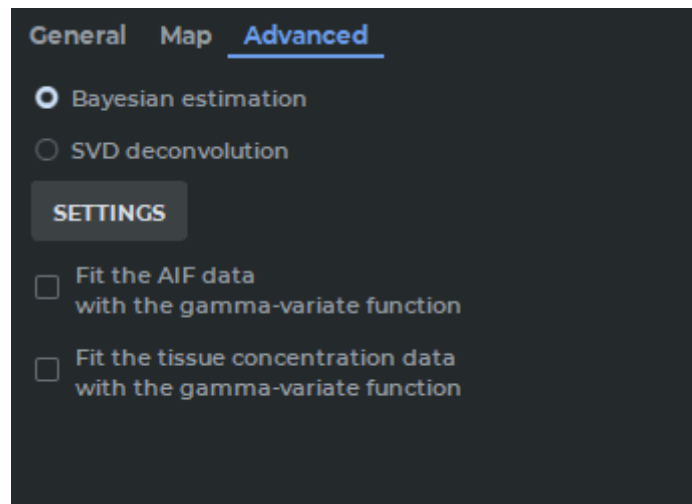 General Map Advanced
Bayesian estimation
SVD deconvolution
SETTINGS
Fit the AIF data
with the gamma-variate function
Fit the tissue concentration data
with the gamma-variate function